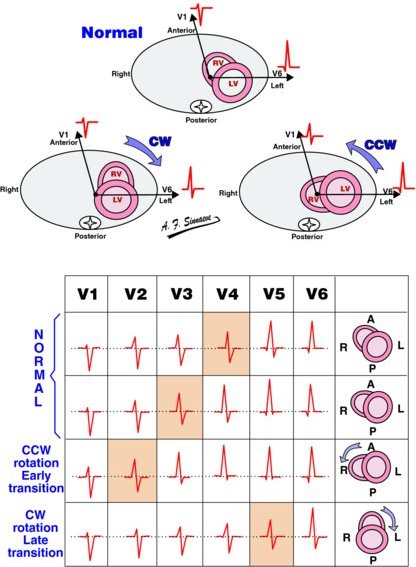 Normal
V1
Anterior
Right
RV
LV
V6
Left
Posterior
V1
Anterior
CW
Right
RV
LV
V6
Left
Posterior
A. F. Sinnaeve
V1
Anterior
CCW
Right
RV
LV
V6
Left
Posterior
V1 V2 V3 V4 V5 V6
NORMAL
A
R L
P
A
R L
P
CCW
rotation
Early
transition
A
R L
P
CW
rotation
Late
transition
A
R L
P